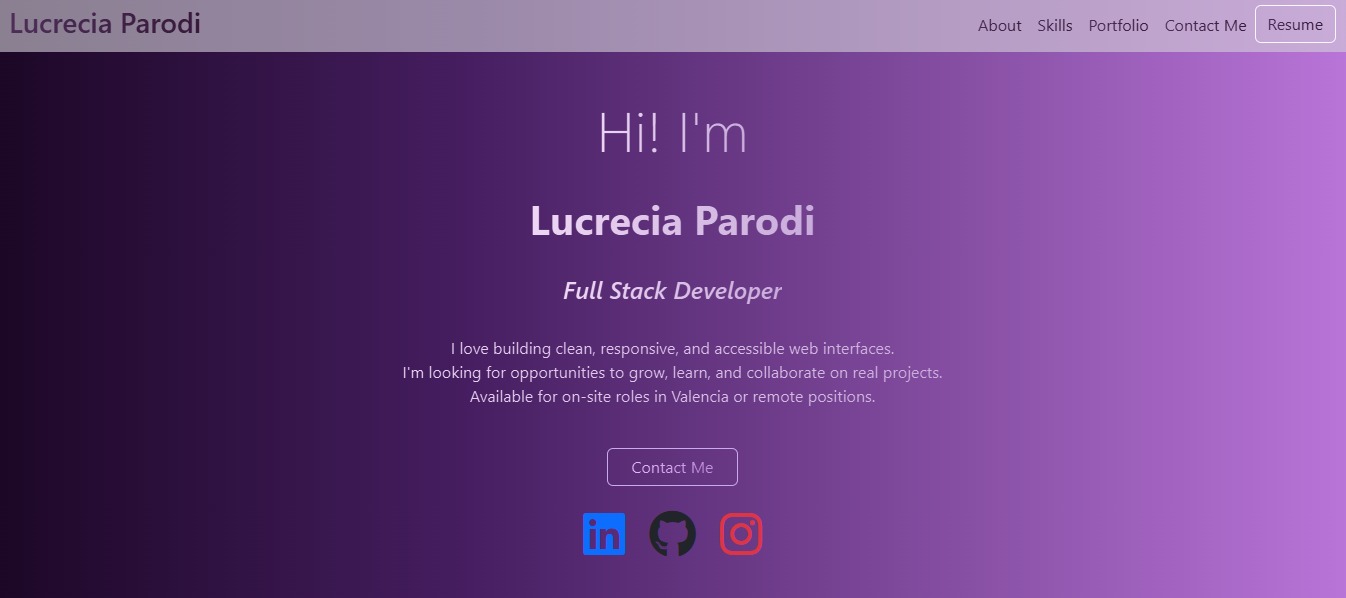 Lucrecia Parodi
About Skills Portfolio Contact Me Resume
Hi! I'm
Lucrecia Parodi
Full Stack Developer
I love building clean, responsive, and accessible web interfaces.
I'm looking for opportunities to grow, learn, and collaborate on real projects.
Available for on-site roles in Valencia or remote positions.
Contact Me
in